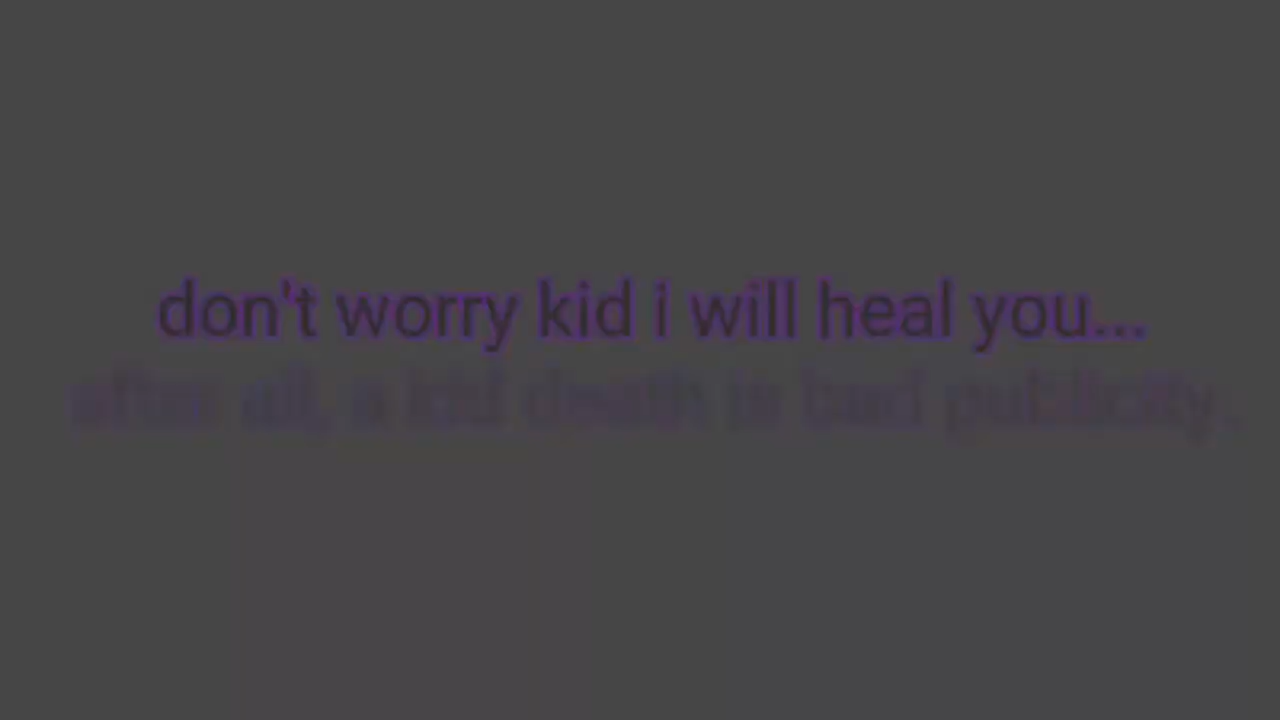 don't worry kid i will heal you...
after all, a kid death is bad publicity.